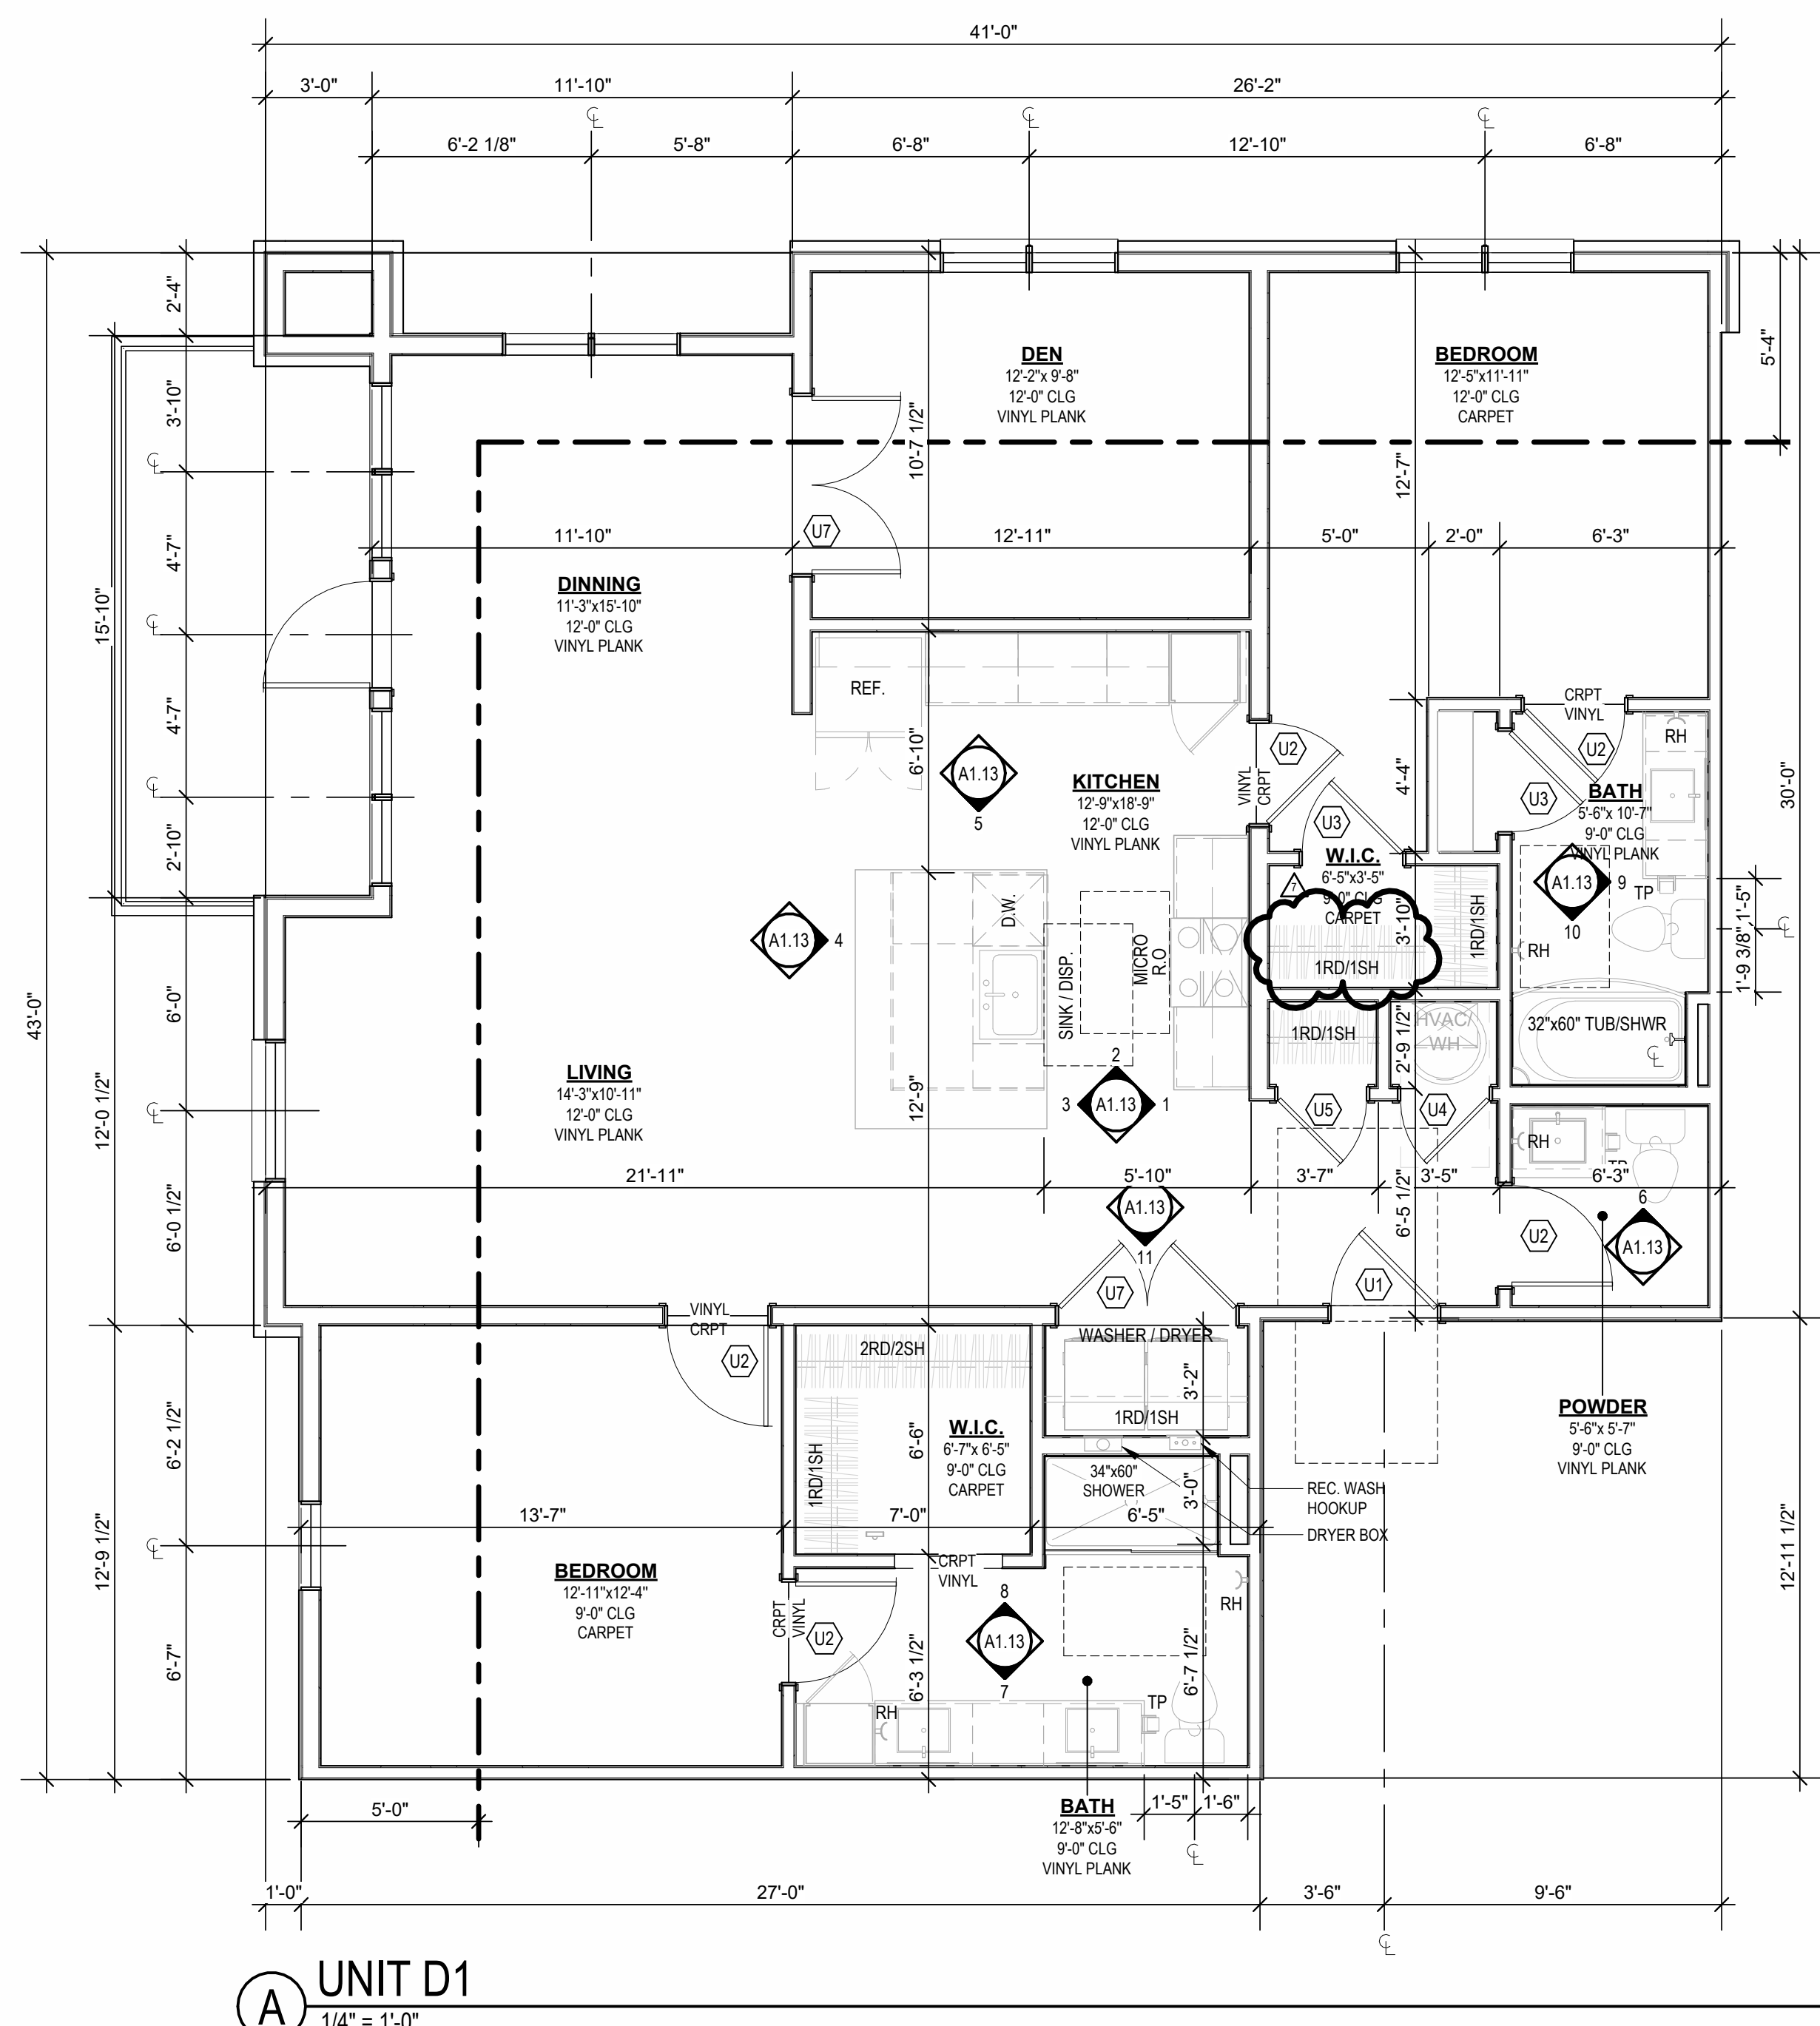 41'-0"
3'-0"
11'-10"
26'-2"
6'-2 1/8"
5'-8"
6'-8"
12'-10"
6'-8"
2'-4"
3'-10"
4'-7"
4'-7"
2'-10"
6'-0"
6'-0 1/2"
6'-2 1/2"
6'-7"
15'-10"
12'-0 1/2"
12'-9 1/2"
43'-0"
5'-4"
30'-0"
12'-11 1/2"
DEN
12'-2"x 9'-8"
12'-0" CLG
VINYL PLANK
BEDROOM
12'-5"x11'-11"
12'-0" CLG
CARPET
10'-7 1/2"
12'-7"
U7
11'-10"
12'-11"
5'-0"
2'-0"
6'-3"
DINNING
11'-3"x15'-10"
12'-0" CLG
VINYL PLANK
REF.
6'-10"
A1.13
5
KITCHEN
12'-9"x18'-9"
12'-0" CLG
VINYL PLANK
VINYL
CRPT
U2
U3
4'-4"
CRPT
VINYL
U2
U3
RH
BATH
5'-6"x 10'-7"
9'-0" CLG
VINYL PLANK
W.I.C.
6'-5"x3'-5"
9'-0" CLG
CARPET
7
3'-10"
1RD/1SH
1RD/1SH
A1.13
9
10
TP
RH
1'-5"
1'-9 3/8"
A1.13
4
D.W.
SINK / DISP.
MICRO
R.O
1RD/1SH
HVAC/
WH
2'-9 1/2"
32"x60" TUB/SHWR
LIVING
14'-3"x10'-11"
12'-0" CLG
VINYL PLANK
12'-9"
2
3
A1.13
1
U5
U4
RH
21'-11"
5'-10"
3'-7"
3'-5"
6'-3"
6'-5 1/2"
A1.13
11
U7
U1
U2
6
A1.13
VINYL
CRPT
U2
2RD/2SH
1RD/1SH
6'-6"
W.I.C.
6'-7"x 6'-5"
9'-0" CLG
CARPET
WASHER / DRYER
3'-2"
1RD/1SH
34"x60"
SHOWER
3'-0"
REC. WASH
HOOKUP
DRYER BOX
POWDER
5'-6"x 5'-7"
9'-0" CLG
VINYL PLANK
13'-7"
7'-0"
6'-5"
BEDROOM
12'-11"x12'-4"
9'-0" CLG
CARPET
CRPT
VINYL
CRPT
VINYL
U2
8
A1.13
7
6'-3 1/2"
6'-7 1/2"
RH
RH
TP
5'-0"
BATH
12'-8"x5'-6"
9'-0" CLG
VINYL PLANK
1'-5"
1'-6"
1'-0"
27'-0"
3'-6"
9'-6"
A
UNIT D1
1/4" = 1'-0"